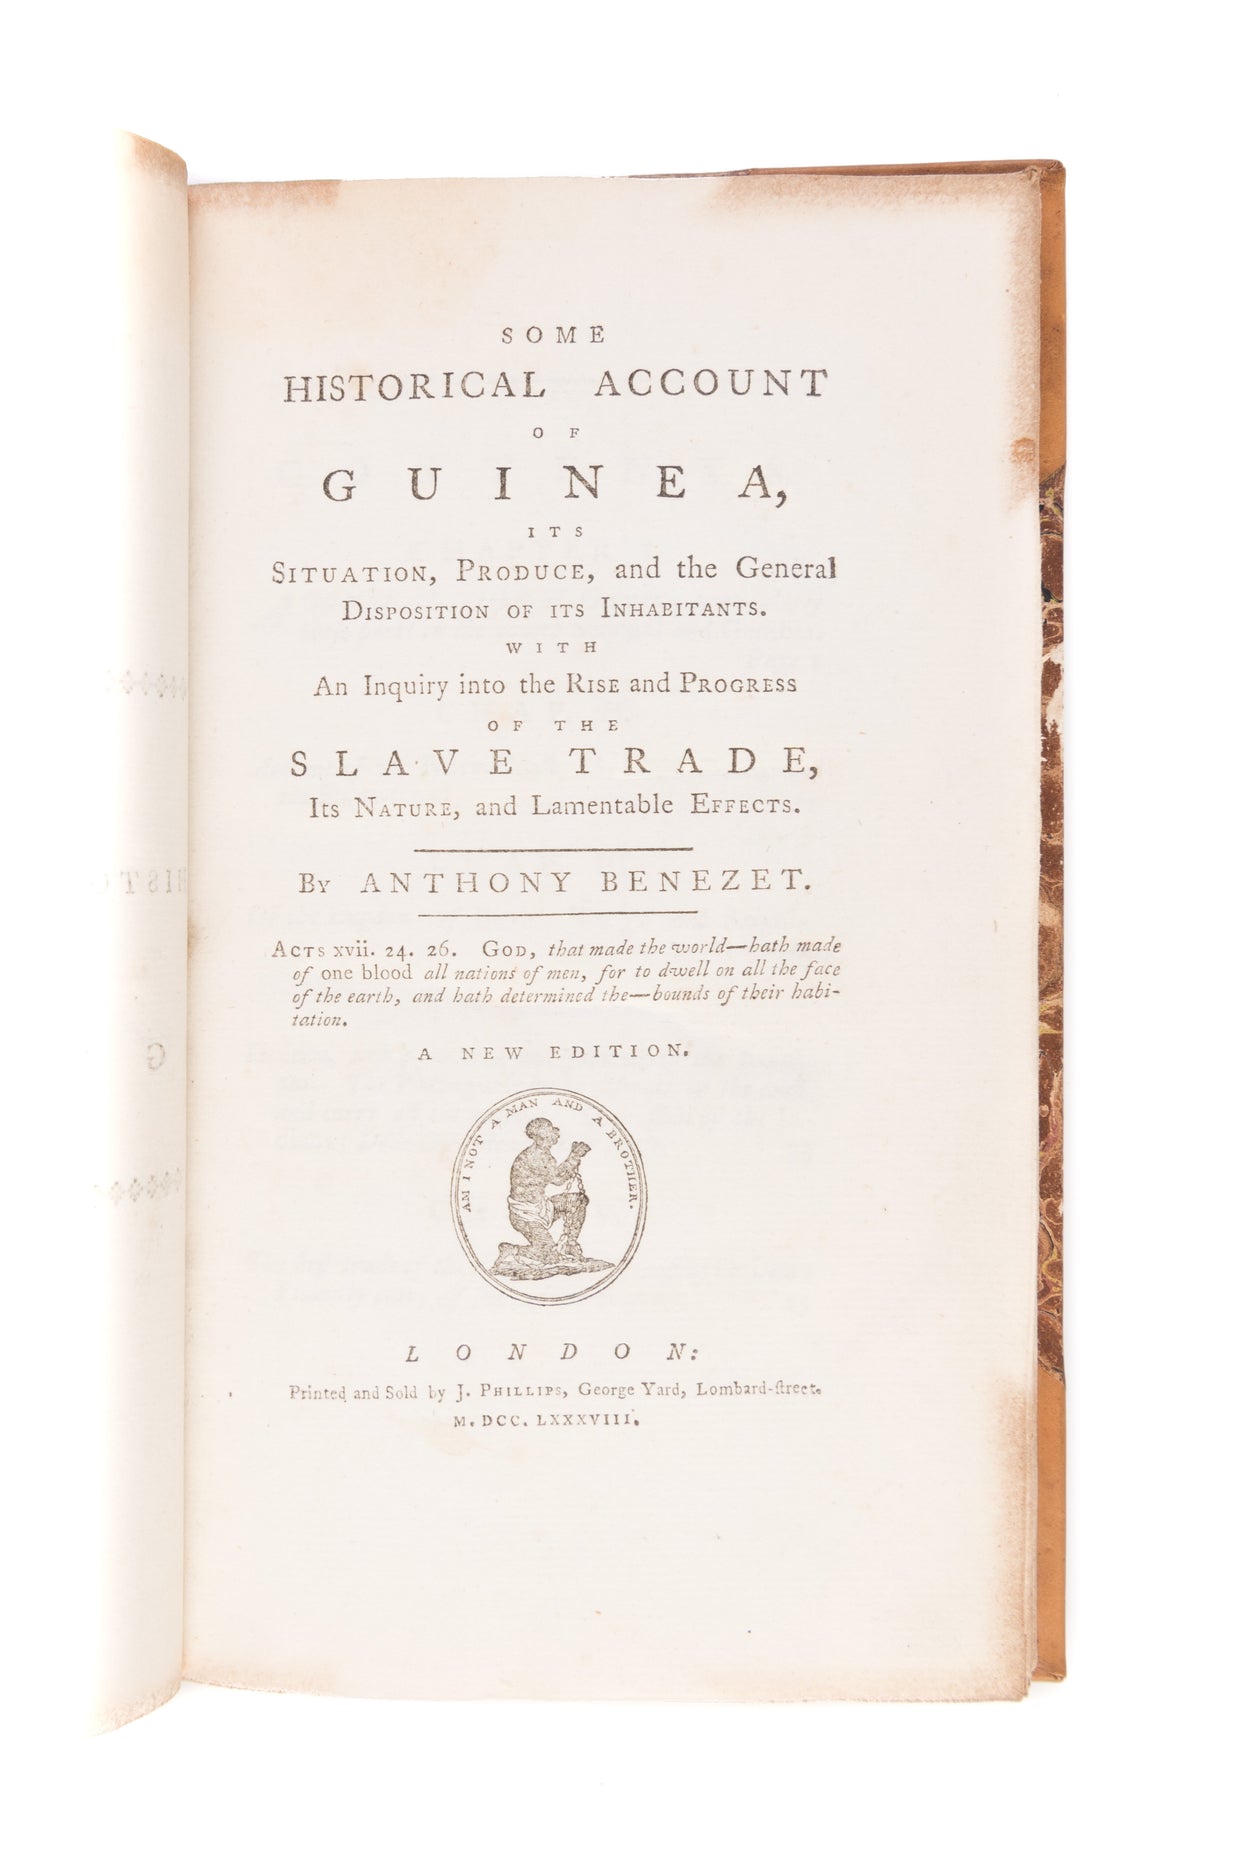 SOME
HISTORICAL ACCOUNT
OF
GUINEA,
ITS
SITUATION, PRODUCE, and the General
DISPOSITION OF ITS INHABITANTS.
WITH
An Inquiry into the RISE and PROGRESS
OF THE
SLAVE TRADE,
Its NATURE, and Lamentable EFFECTS.
By ANTHONY BENEZET.
ACTS xvii. 24. 26. GOD, that made the world—hath made
of one blood all nations of men, for to dwell on all the face
of the earth, and hath determined the—bounds of their habi-
tation.
A NEW EDITION.
AM I NOT A MAN AND A BROTHER.
LONDON:
Printed and Sold by J. PHILLIPS, George Yard, Lombard-street.
M.DCC.LXXXVIII.